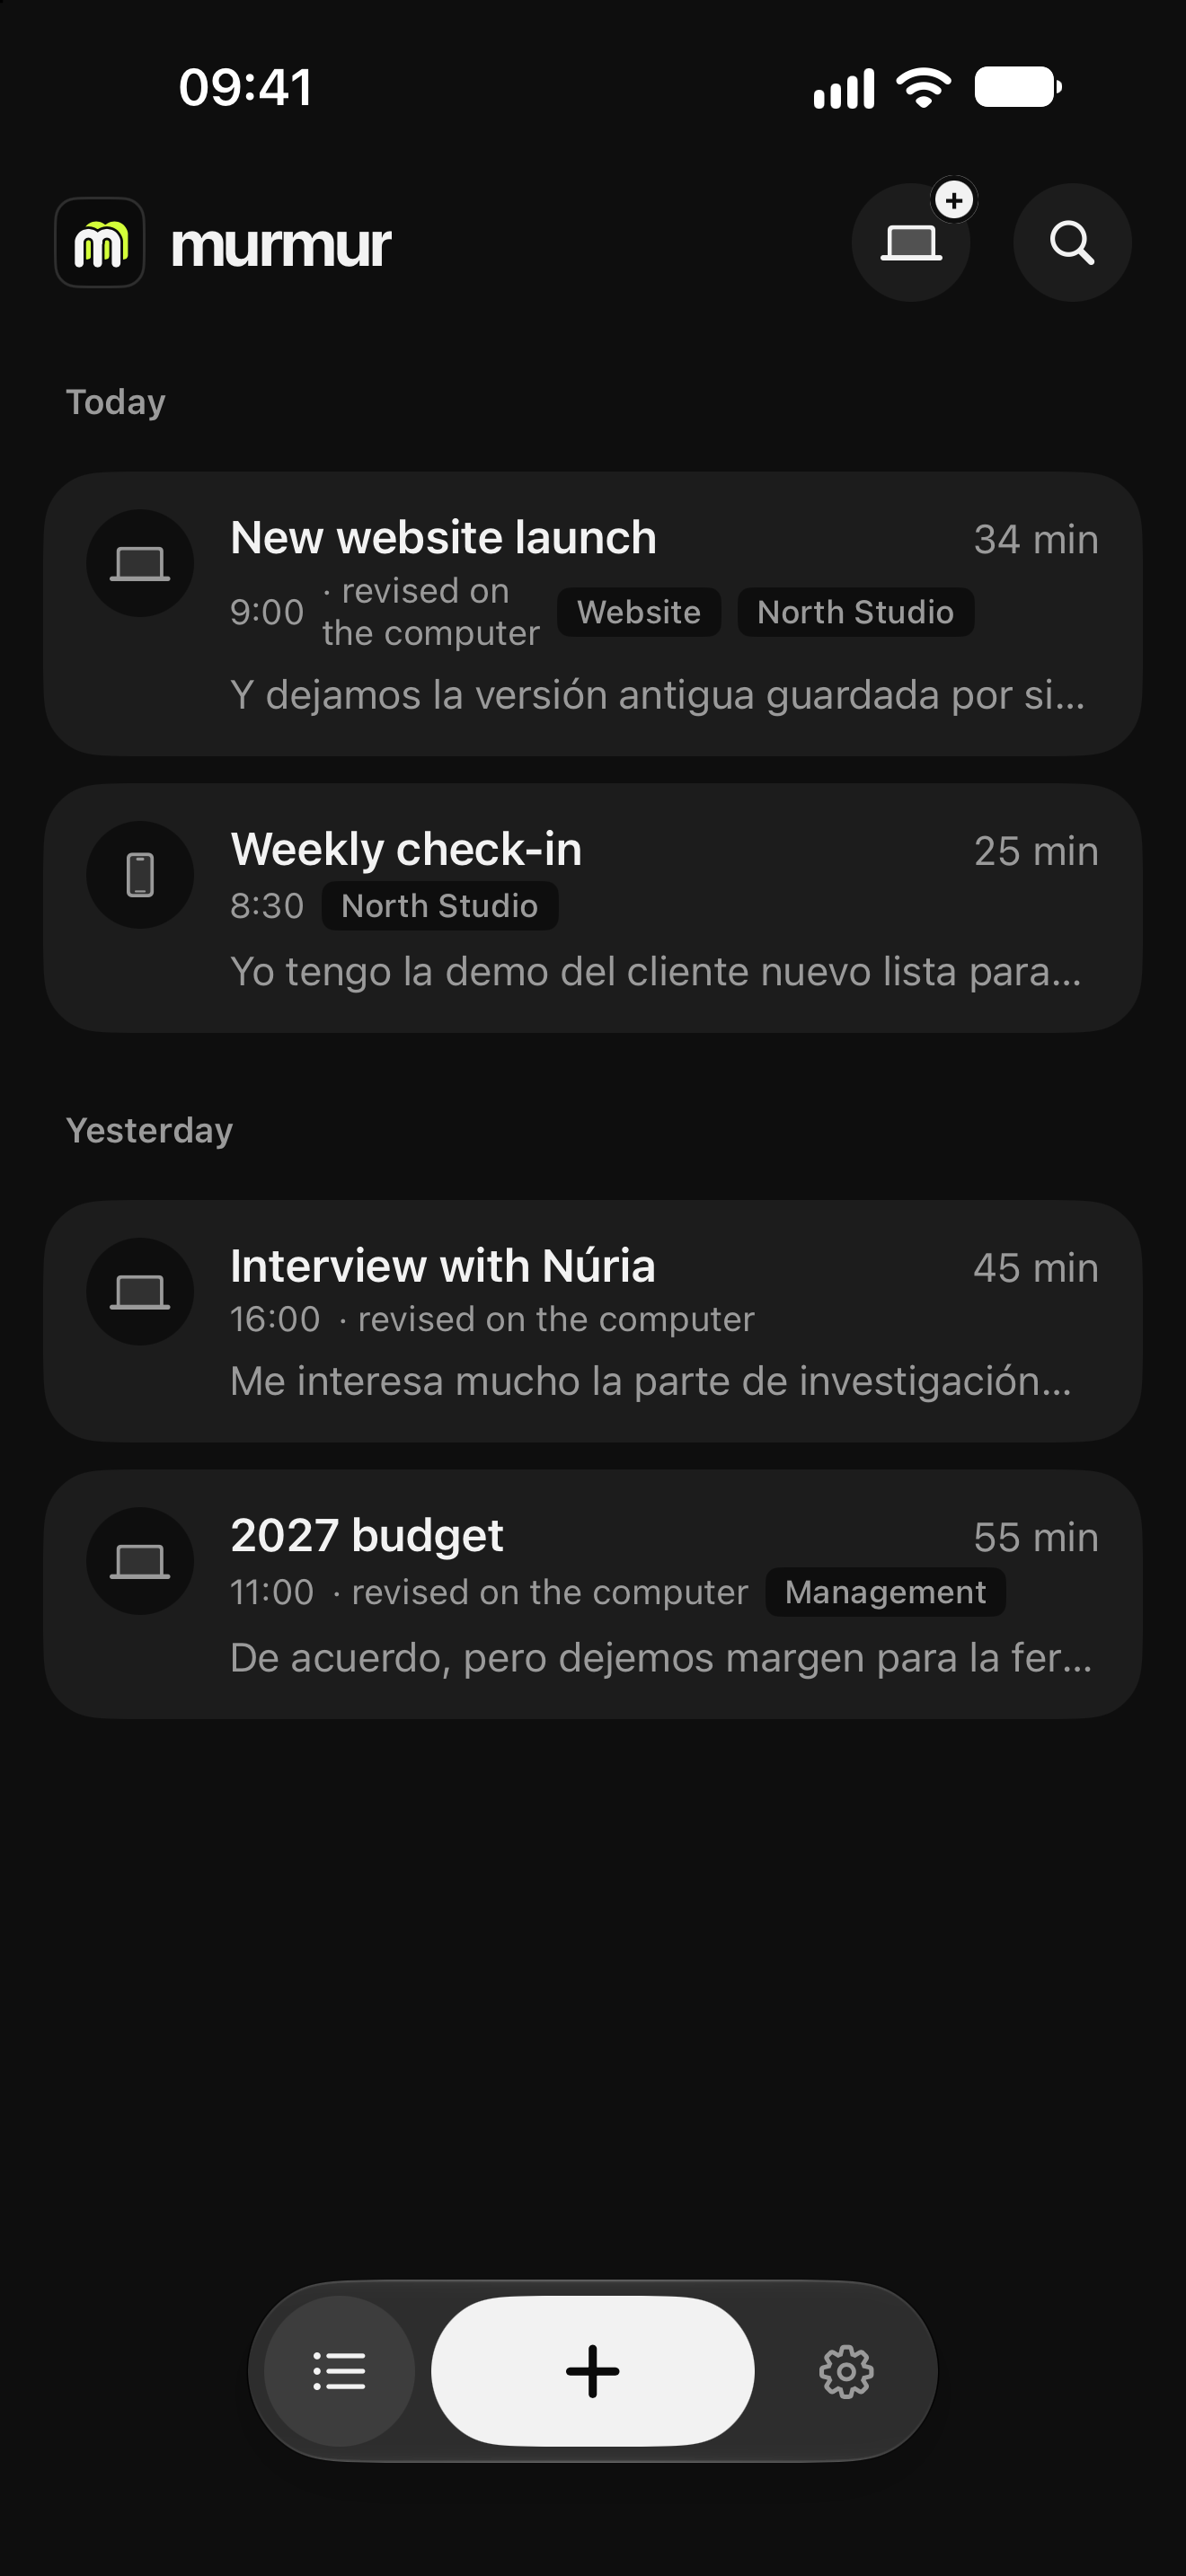 09:41
murmur
Today
New website launch 34 min
9:00 · revised on the computer Website North Studio
Y dejamos la versión antigua guardada por si...
Weekly check-in 25 min
8:30 North Studio
Yo tengo la demo del cliente nuevo lista para...
Yesterday
Interview with Núria 45 min
16:00 · revised on the computer
Me interesa mucho la parte de investigación...
2027 budget 55 min
11:00 · revised on the computer Management
De acuerdo, pero dejemos margen para la fer...